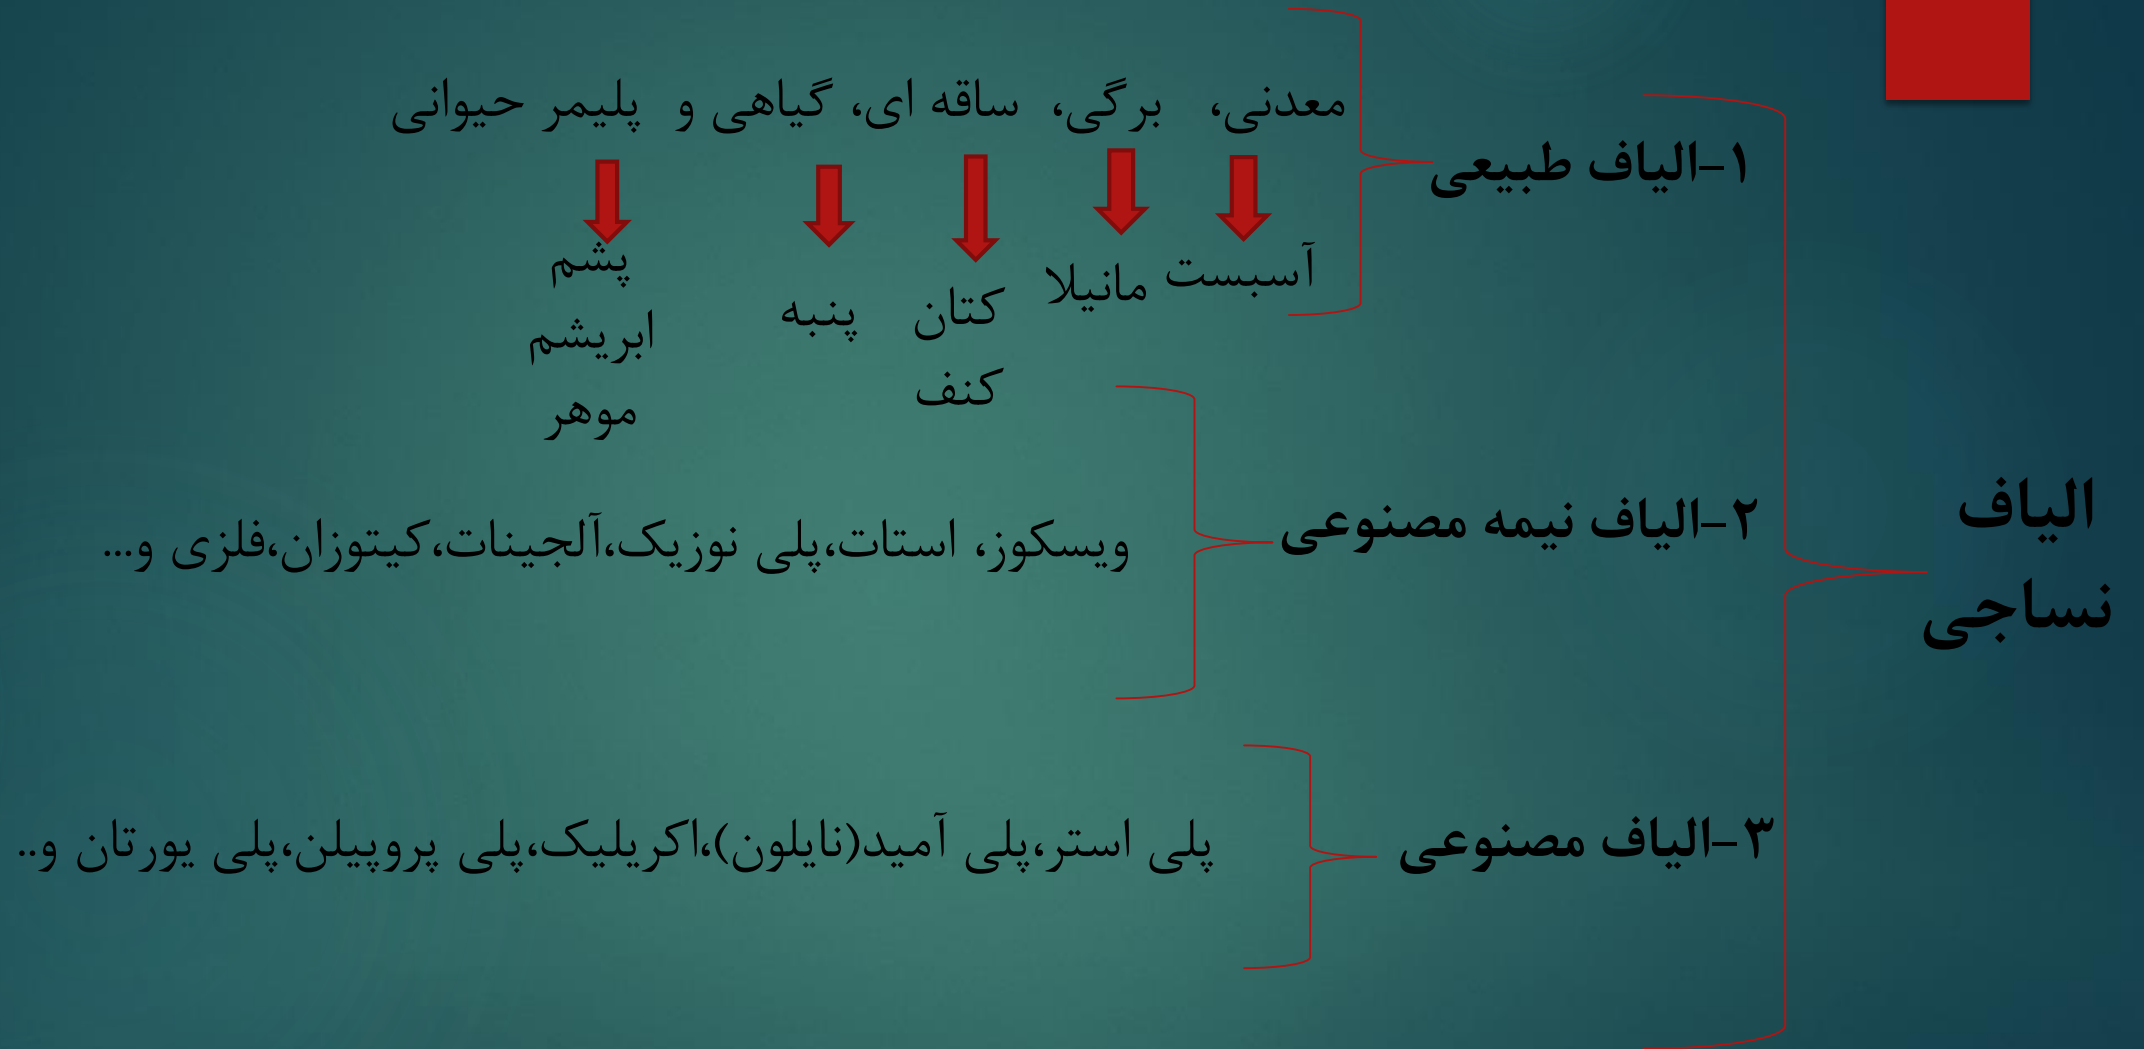 الیاف
نساجی
۱-الیاف طبیعی
معدنی، برگی، ساقه ای، گیاهی و پلیمر حیوانی
آسبست
مانیلا
کتان
کنف
پنبه
پشم
ابریشم
موهر
۲-الیاف نیمه مصنوعی
ویسکوز، استات،پلی نوزیک،آلجینات،کیتوزان،فلزی و...
۳-الیاف مصنوعی
پلی استر،پلی آمید(نایلون)،اکریلیک،پلی پروپیلن،پلی یورتان و..